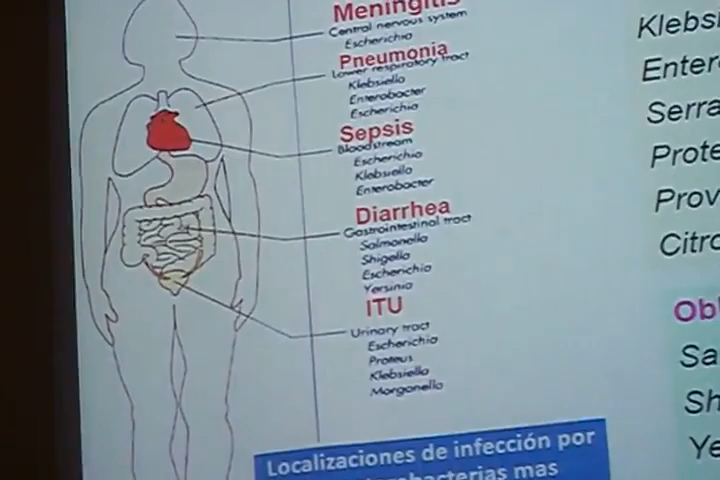 Meningitis
Central nervous system
Escherichia
Pneumonia
Lower respiratory tract
Klebsiella
Enterobacter
Escherichia
Sepsis
Bloodstream
Escherichia
Klebsiella
Enterobacter
Diarrhea
Gastrointestinal tract
Salmonella
Shigella
Escherichia
Yersinia
ITU
Urinary tract
Escherichia
Proteus
Klebsiella
Morganella
Localizaciones de infección por
mas
Klebsi
Enter
Serra
Prote
Prov
Citro
Ob
Sa
Sh
Ye